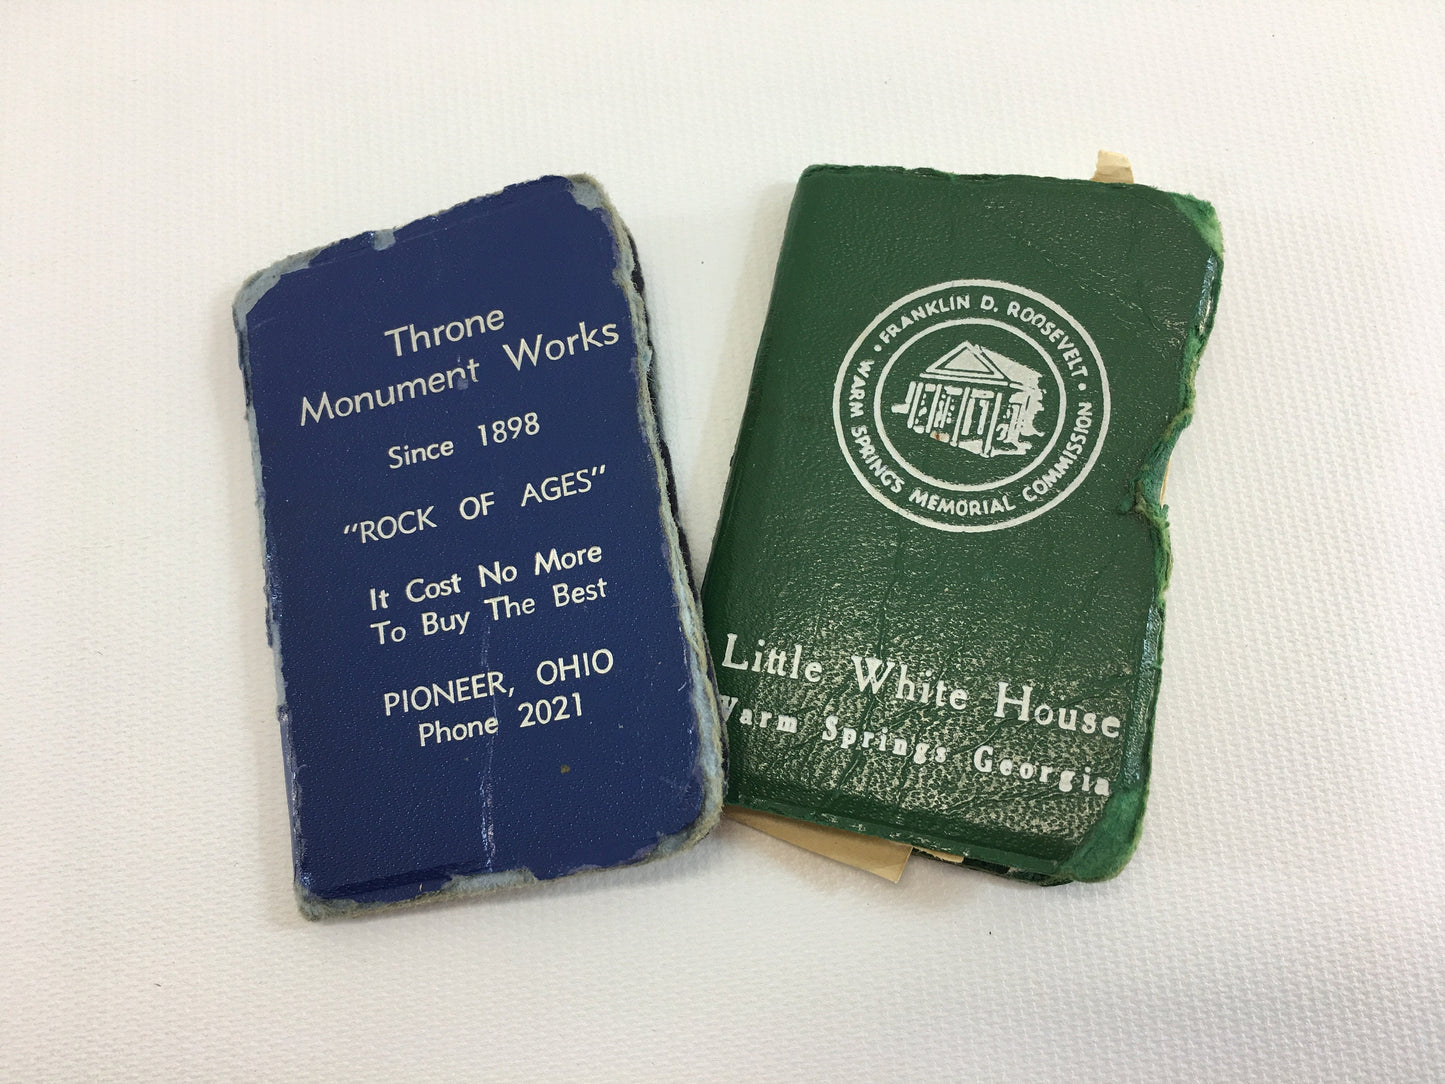 Throne
Monument Works
Since 1898
"ROCK OF AGES"
It Cost No More
To Buy The Best
PIONEER, OHIO
Phone 2021
• FRANKLIN D. ROOSEVELT •
WARM SPRINGS MEMORIAL COMMISSION
Little White House
Warm Springs Georgia